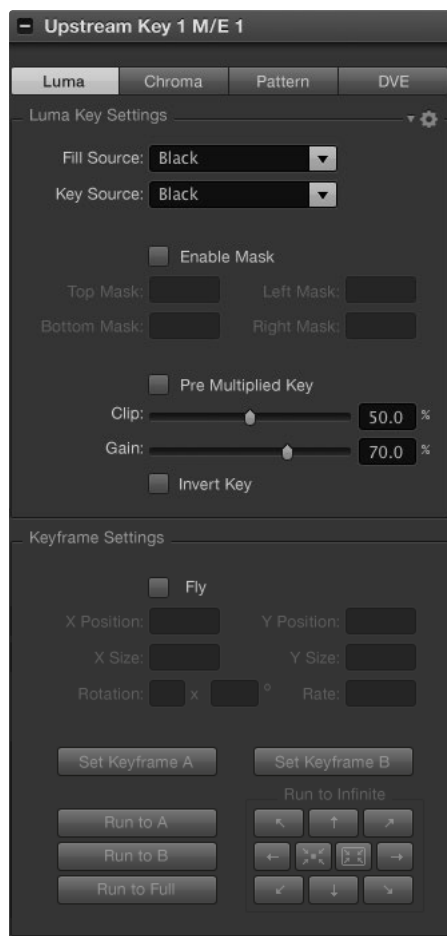 Upstream Key 1 M/E 1
Luma Chroma Pattern DVE
Luma Key Settings
Fill Source: Black
Key Source: Black
Enable Mask
Top Mask: Left Mask:
Bottom Mask: Right Mask:
Pre Multiplied Key
Clip: 50.0 %
Gain: 70.0 %
Invert Key
Keyframe Settings
Fly
X Position: Y Position:
X Size: Y Size:
Rotation: x ° Rate:
Set Keyframe A Set Keyframe B
Run to Infinite
Run to A
Run to B
Run to Full